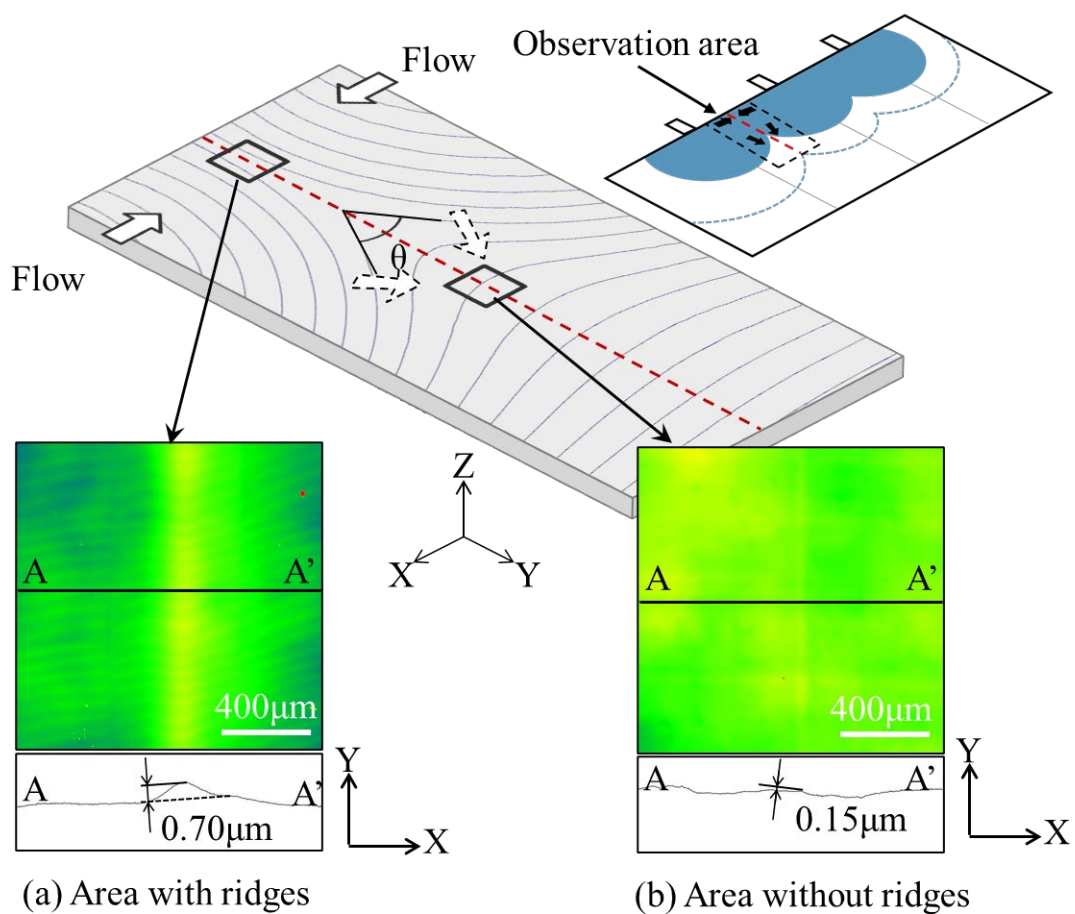 Observation area
Flow
Flow
θ
Z
X
Y
A
A’
400μm
A
A’
0.70μm
Y
X
A
A’
400μm
A
A’
0.15μm
Y
X
(a) Area with ridges
(b) Area without ridges